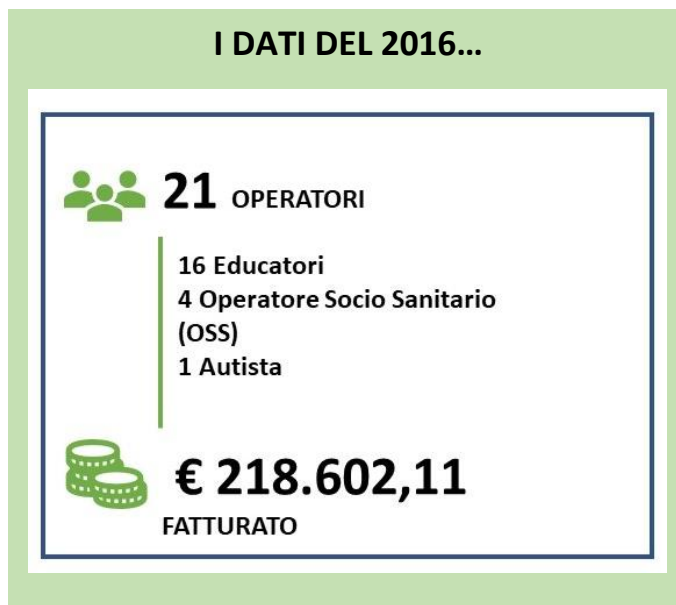 I DATI DEL 2016...
21 OPERATORI
16 Educatori
4 Operatore Socio Sanitario
(OSS)
1 Autista
€ 218.602,11
FATTURATO